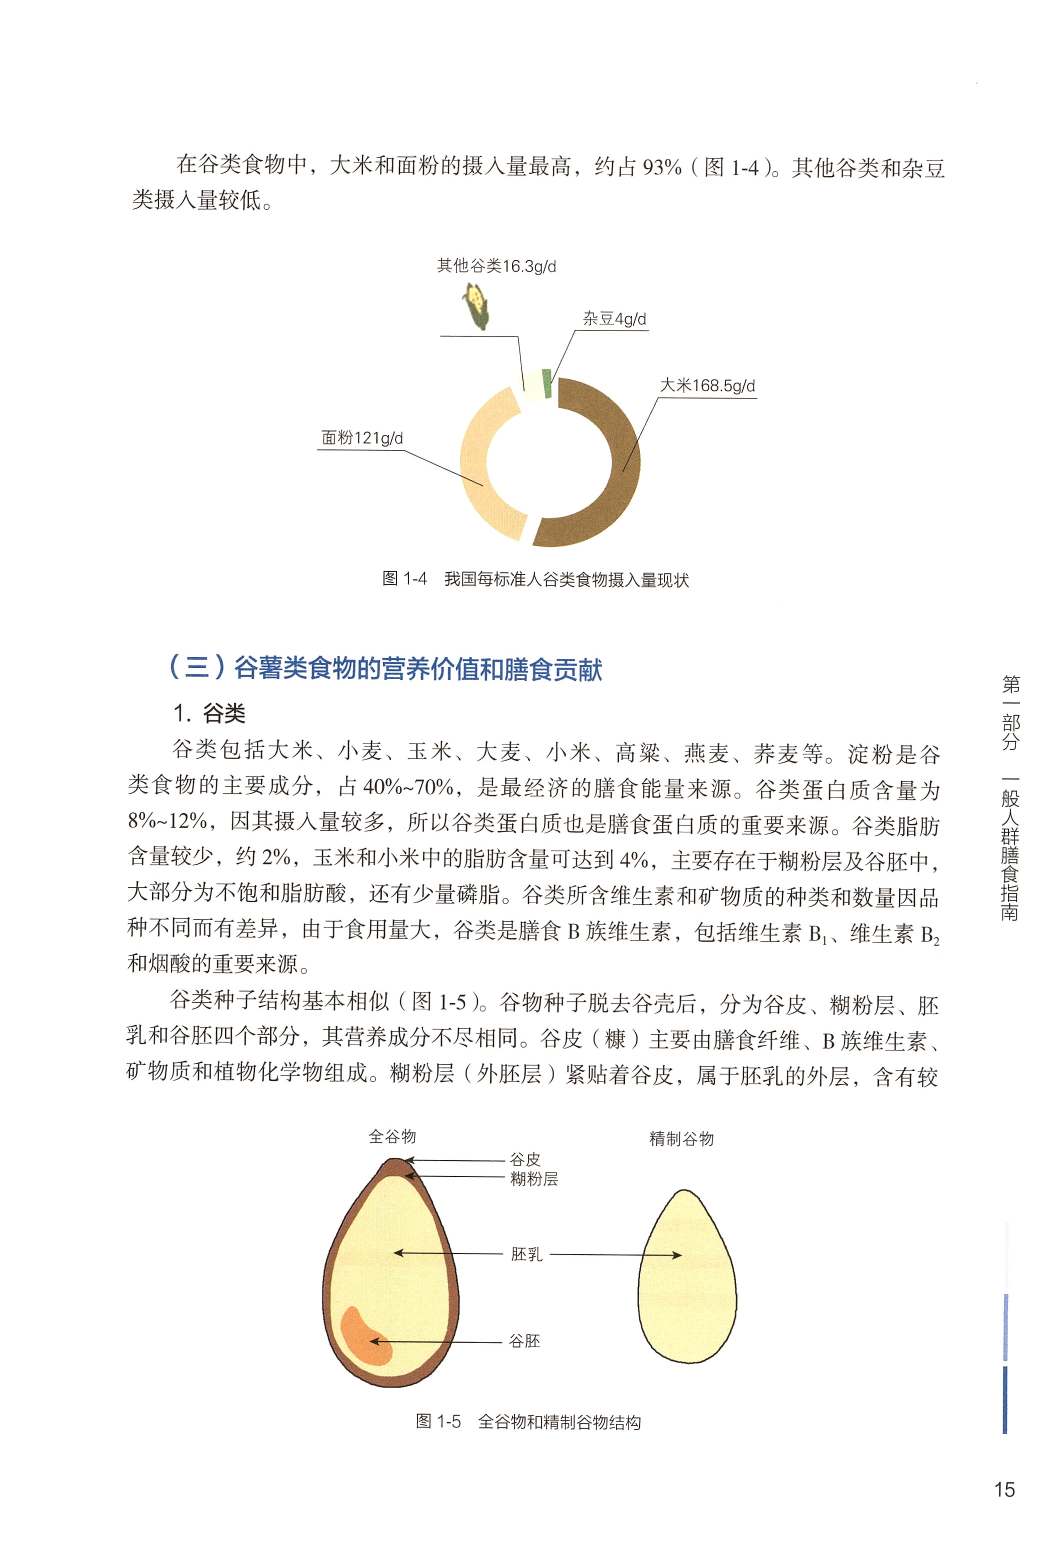 在谷类食物中，大米和面粉的摄入量最高，约占 93%（图 1-4）。其他谷类和杂豆
类摄入量较低。
其他谷类16.3g/d
杂豆4g/d
大米168.5g/d
面粉121g/d
图 1-4 我国每标准人谷类食物摄入量现状
（三）谷薯类食物的营养价值和膳食贡献
1. 谷类
谷类包括大米、小麦、玉米、大麦、小米、高粱、燕麦、荞麦等。淀粉是谷
类食物的主要成分，占 40%~70%，是最经济的膳食能量来源。谷类蛋白质含量为
8%~12%，因其摄入量较多，所以谷类蛋白质也是膳食蛋白质的重要来源。谷类脂肪
含量较少，约 2%，玉米和小米中的脂肪含量可达到 4%，主要存在于糊粉层及谷胚中，
大部分为不饱和脂肪酸，还有少量磷脂。谷类所含维生素和矿物质的种类和数量因品
种不同而有差异，由于食用量大，谷类是膳食 B 族维生素，包括维生素 B₁、维生素 B₂
和烟酸的重要来源。
谷类种子结构基本相似（图 1-5）。谷物种子脱去谷壳后，分为谷皮、糊粉层、胚
乳和谷胚四个部分，其营养成分不尽相同。谷皮（糠）主要由膳食纤维、B 族维生素、
矿物质和植物化学物组成。糊粉层（外胚层）紧贴着谷皮，属于胚乳的外层，含有较
全谷物
精制谷物
谷皮
糊粉层
胚乳
谷胚
图 1-5 全谷物和精制谷物结构
第一部分 一般人群膳食指南
15